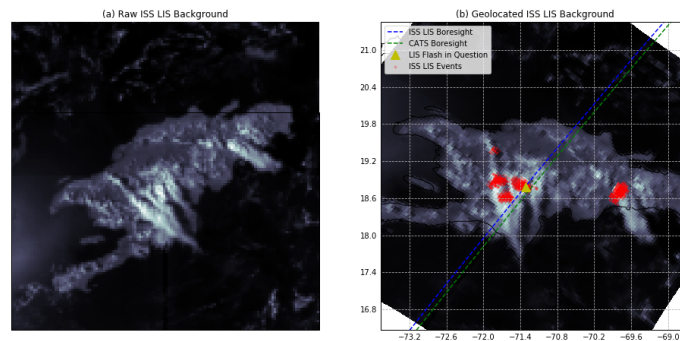 (a) Raw ISS LIS Background
(b) Geolocated ISS LIS Background
ISS LIS Boresight
CATS Boresight
LIS Flash in Question
ISS LIS Events
21.0
20.4
19.8
19.2
18.6
18.0
17.4
16.8
−73.2 −72.6 −72.0 −71.4 −70.8 −70.2 −69.6 −69.0